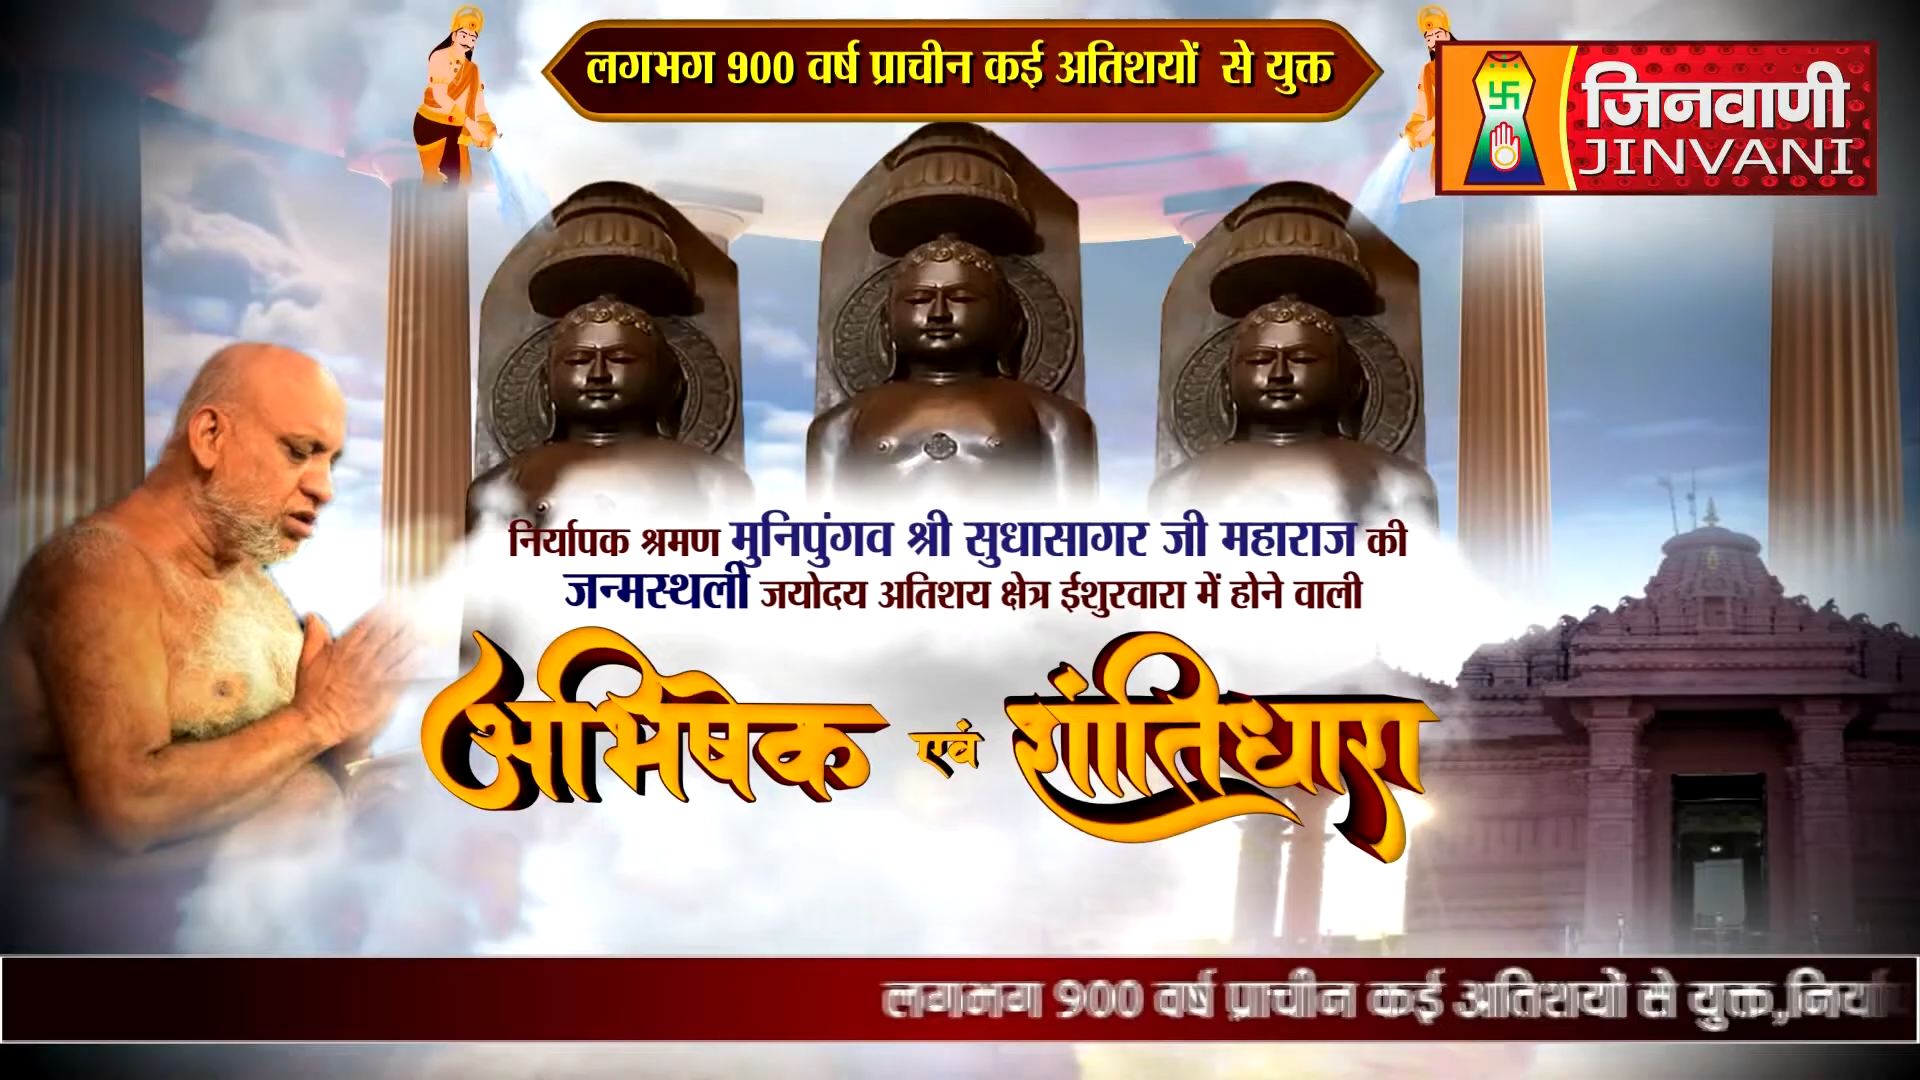 लगभग 900 वर्ष प्राचीन कई अतिशयों से युक्त
जिनवाणी
JINVANI
निर्यापक श्रमण मुनिपुंगव श्री सुधासागर जी महाराज की
जन्मस्थली जयोदय अतिशय क्षेत्र ईशुरवारा में होने वाली
अभिषेक एवं शांतिधारा
लगभग 900 वर्ष प्राचीन कई अतिशयों से युक्त,